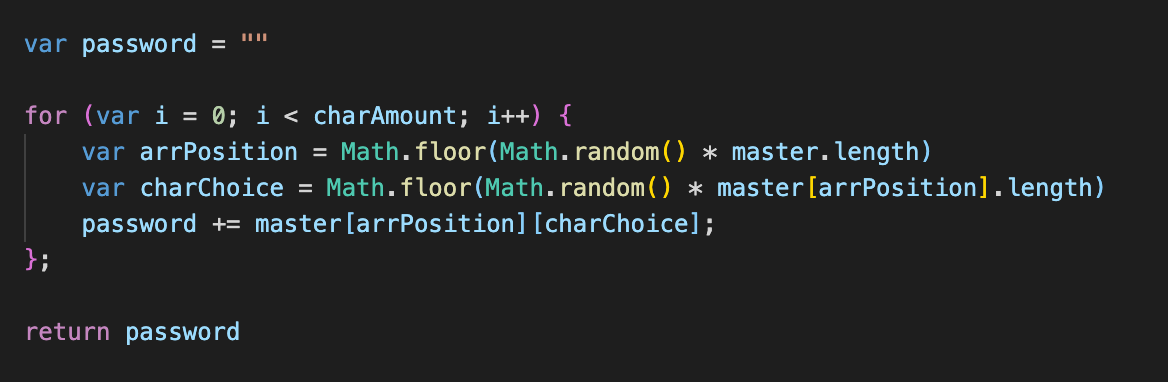 var password = ""
for (var i = 0; i < charAmount; i++) {
var arrPosition = Math.floor(Math.random() * master.length)
var charChoice = Math.floor(Math.random() * master[arrPosition].length)
password += master[arrPosition][charChoice];
};
return password